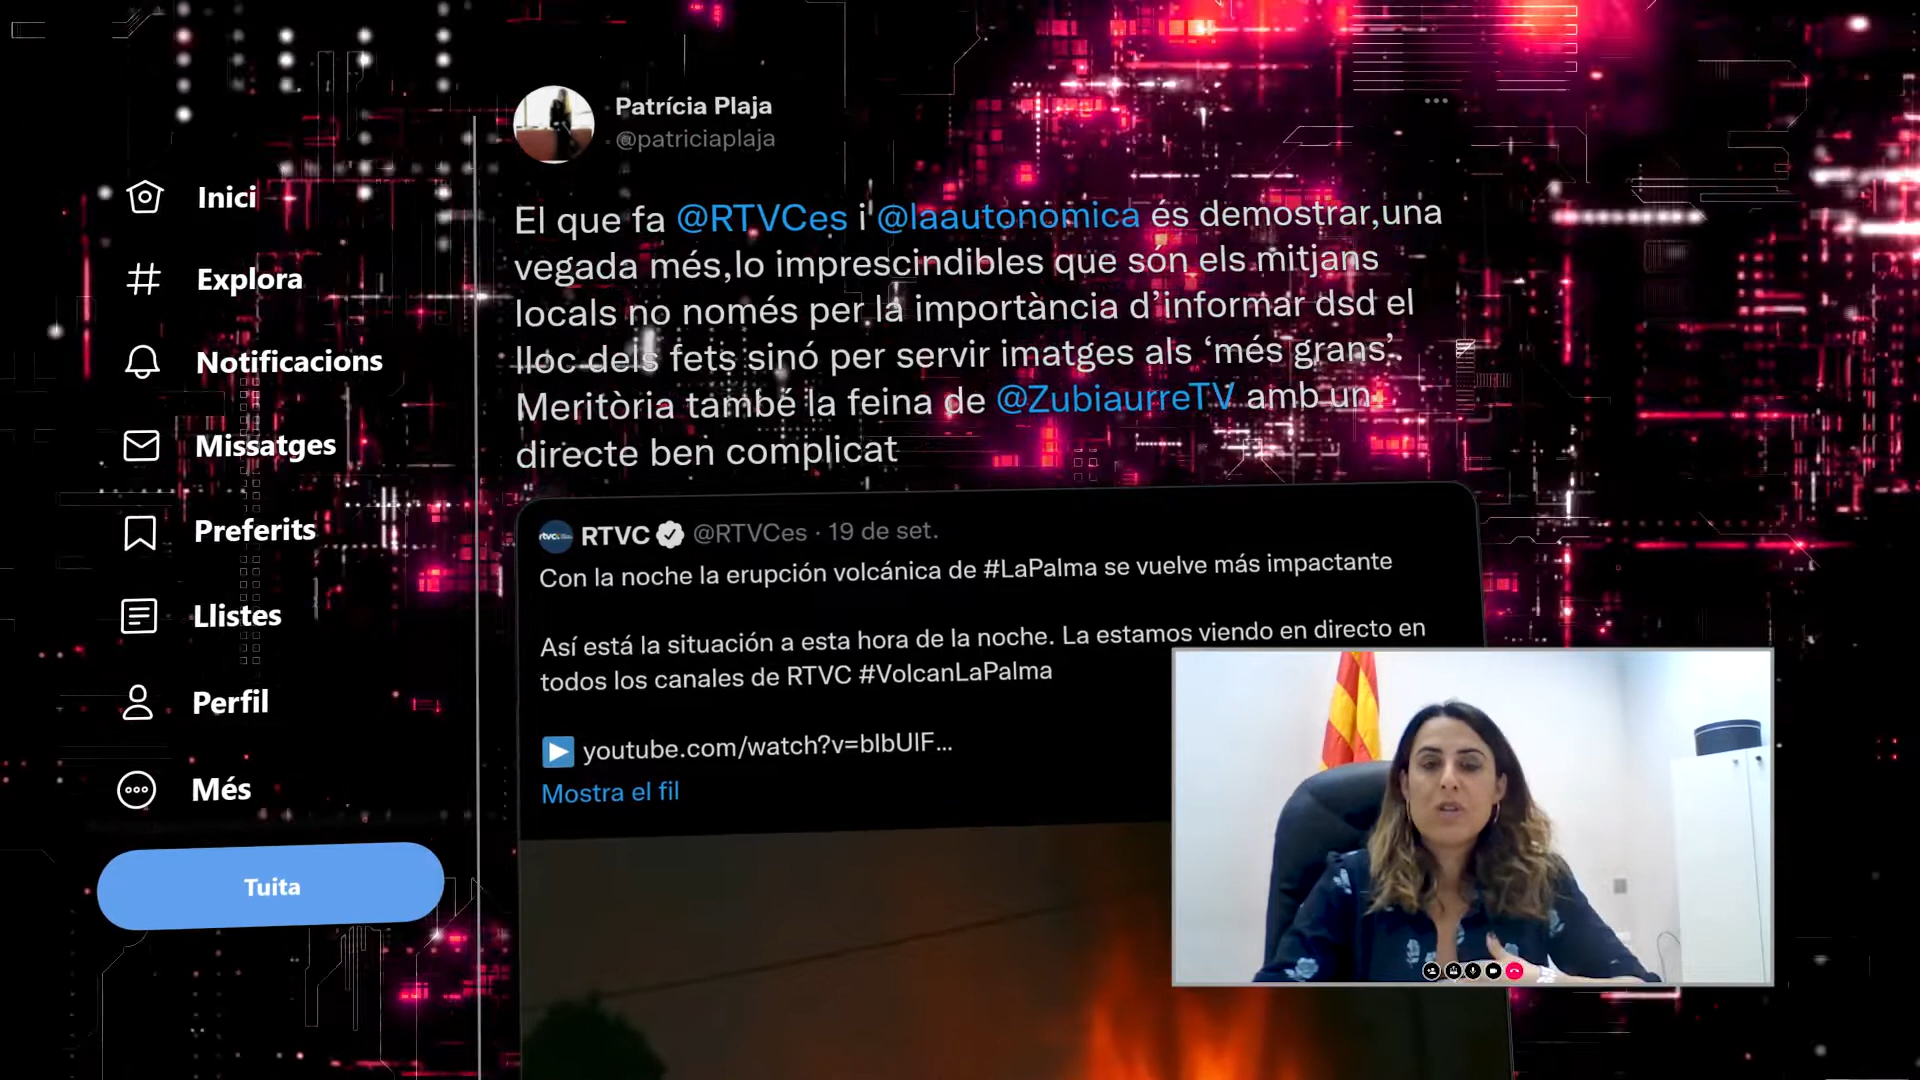 Inici
Explora
Notificacions
Missatges
Preferits
Llistes
Perfil
Més
Tuita
Patrícia Plaja
@patriciaplaja
El que fa @RTVCes i @laautonomica és demostrar,una
vegada més,lo imprescindibles que són els mitjans
locals no només per la importància d’informar dsd el
lloc dels fets sinó per servir imatges als ‘més grans’.
Meritòria també la feina de @ZubiaurreTV amb un
directe ben complicat
rtvc
RTVC @RTVCes · 19 de set.
Con la noche la erupción volcánica de #LaPalma se vuelve más impactante
Así está la situación a esta hora de la noche. La estamos viendo en directo en
todos los canales de RTVC #VolcanLaPalma
youtube.com/watch?v=bIbUIF...
Mostra el fil